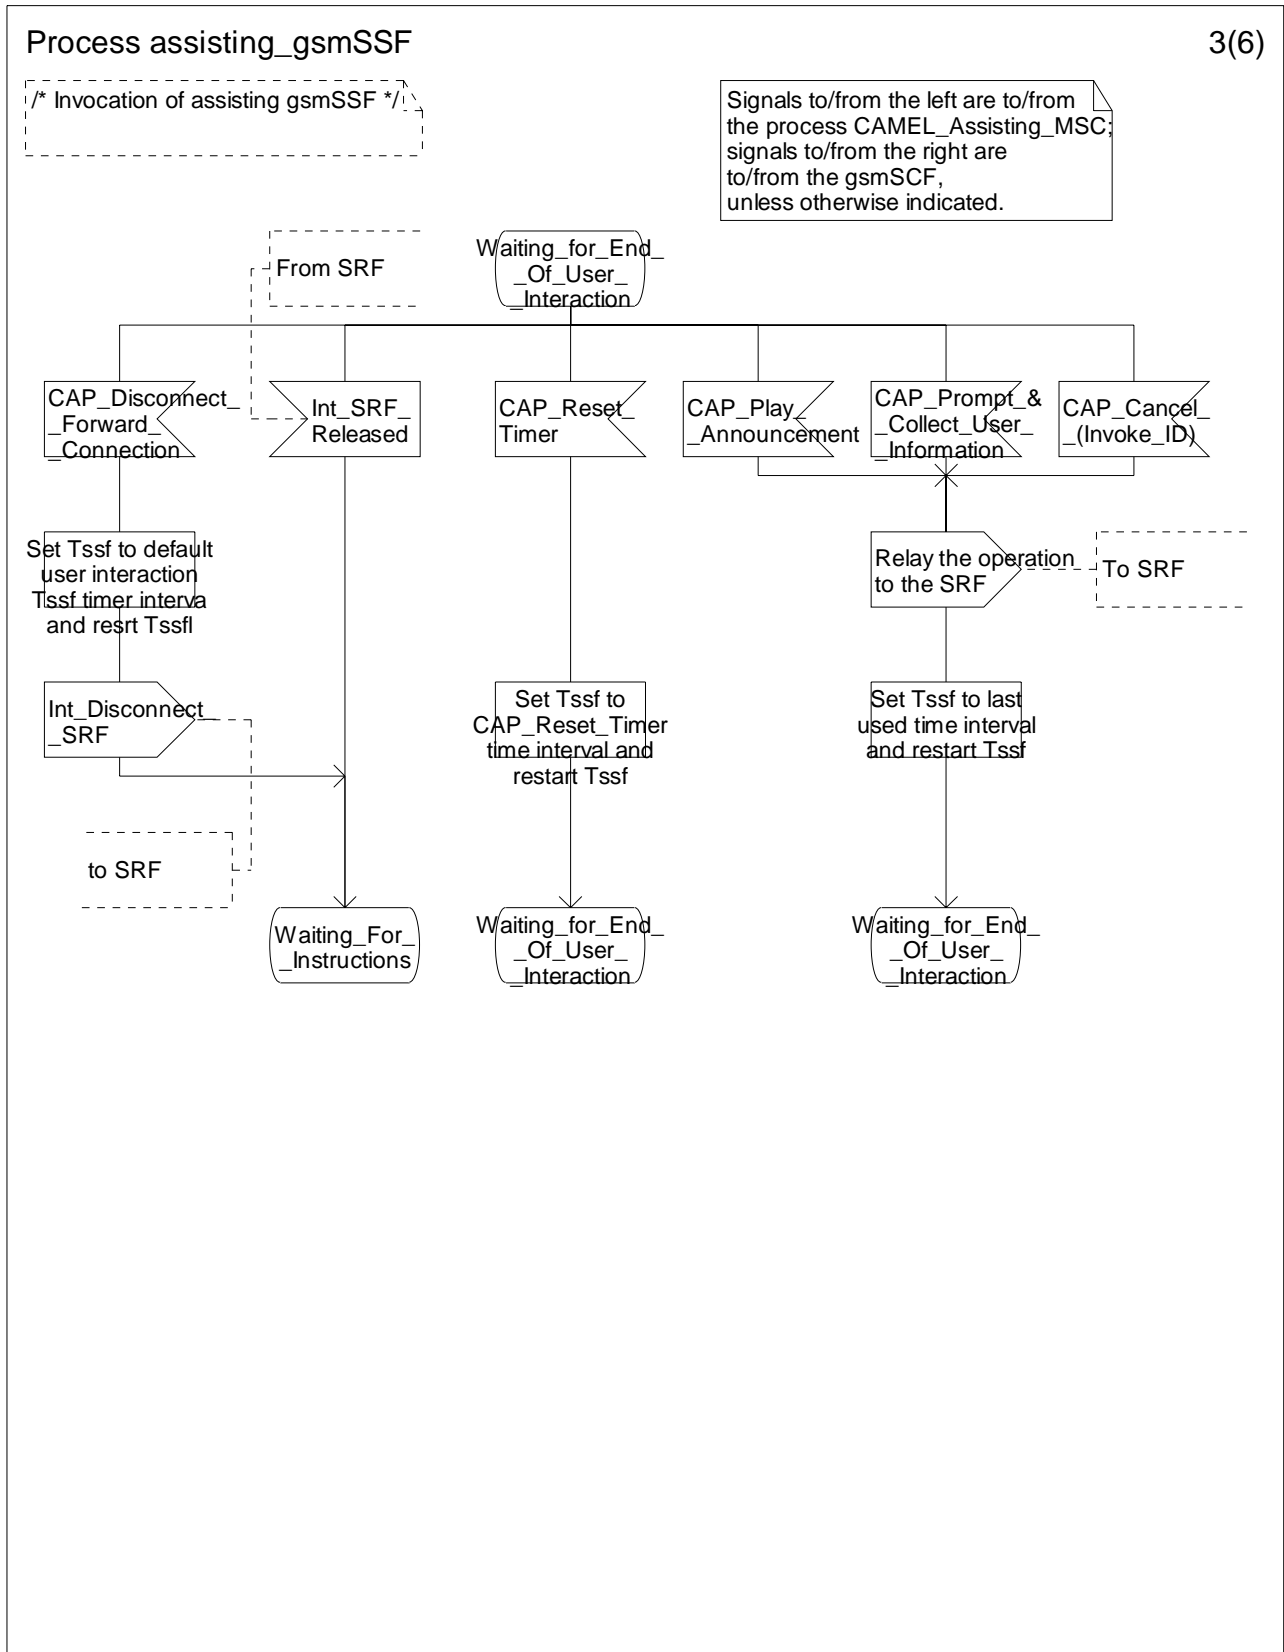 Process assisting_gsmSSF
3(6)
/* Invocation of assisting gsmSSF */
Signals to/from the left are to/from
the process CAMEL_Assisting_MSC;
signals to/from the right are
to/from the gsmSCF,
unless otherwise indicated.
From SRF
Waiting_for_End_
_Of_User_
_Interaction
CAP_Disconnect_
_Forward_
_Connection
Int_SRF_
_Released
CAP_Reset_
_Timer
CAP_Play_
_Announcement
CAP_Prompt_&
_Collect_User_
_Information
CAP_Cancel_
_(Invoke_ID)
Set Tssf to default
user interaction
Tssf timer interva
and resrt Tssfl
Relay the operation
to the SRF
To SRF
Int_Disconnect_
_SRF
Set Tssf to
CAP_Reset_Timer
time interval and
restart Tssf
Set Tssf to last
used time interval
and restart Tssf
to SRF
Waiting_For_
_Instructions
Waiting_for_End_
_Of_User_
_Interaction
Waiting_for_End_
_Of_User_
_Interaction